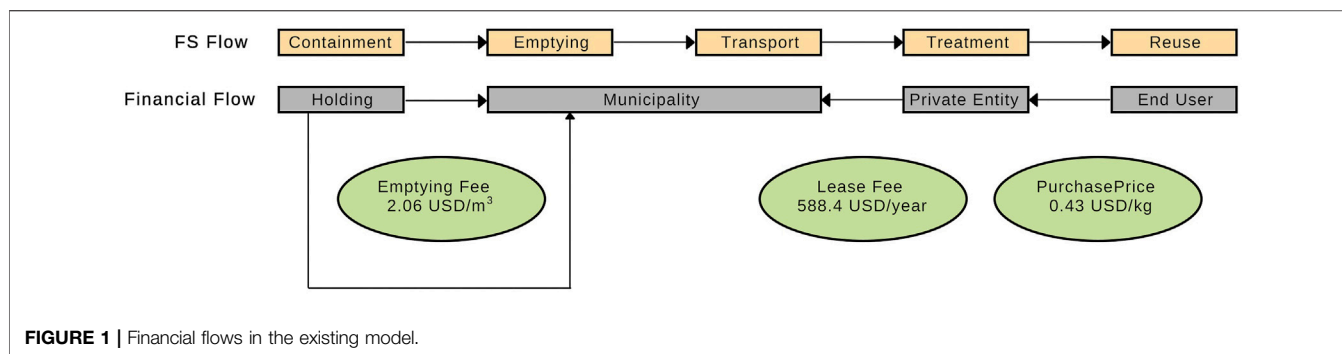 FS Flow Containment Emptying Transport Treatment Reuse
Financial Flow Holding Municipality Private Entity End User
Emptying Fee
2.06 USD/m³
Lease Fee
588.4 USD/year
PurchasePrice
0.43 USD/kg
FIGURE 1 | Financial flows in the existing model.